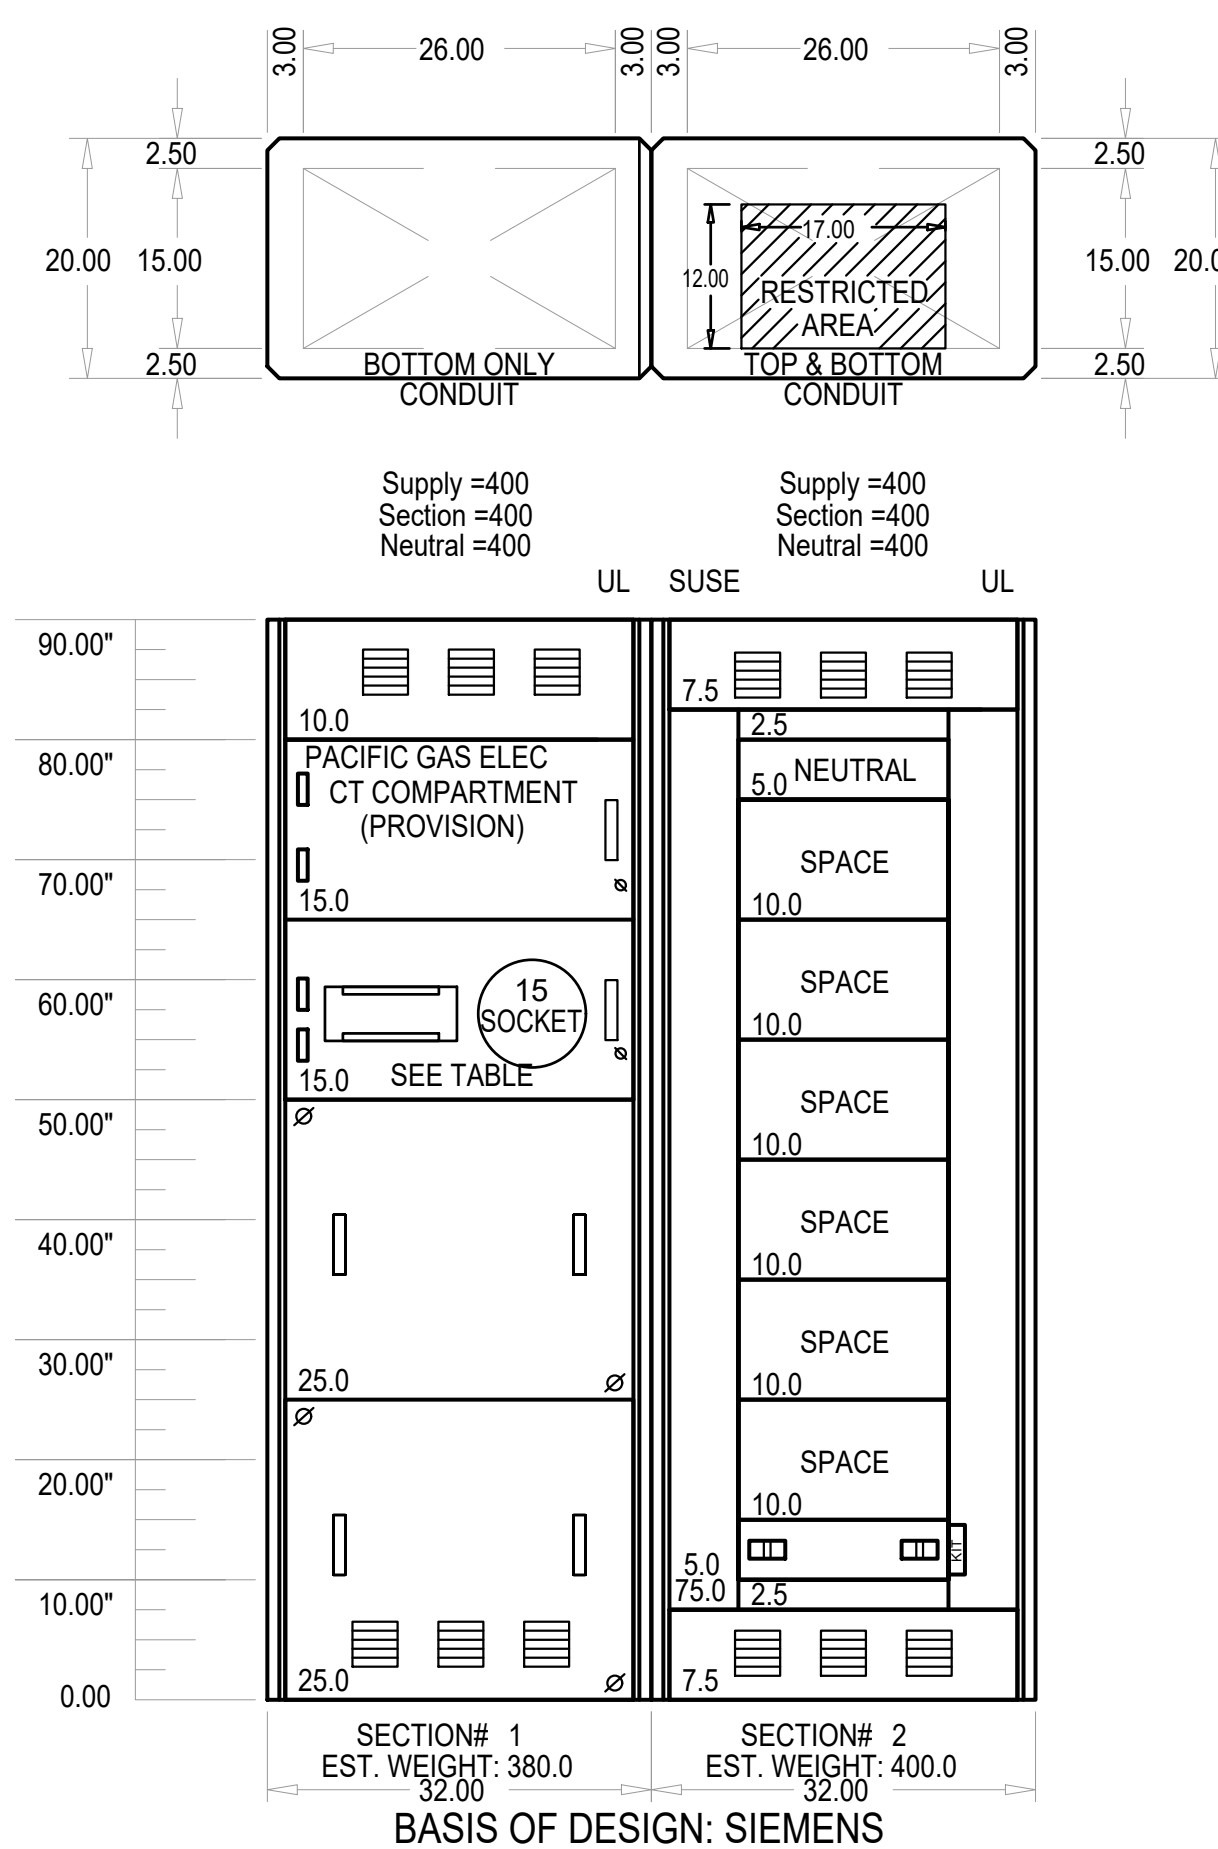 3.00
26.00
3.00
3.00
26.00
3.00
2.50
2.50
20.00
15.00
15.00
17.00
12.00
RESTRICTED
AREA
2.50
2.50
BOTTOM ONLY
CONDUIT
TOP & BOTTOM
CONDUIT
Supply =400
Section =400
Neutral =400
Supply =400
Section =400
Neutral =400
UL
SUSE
UL
90.00"
80.00"
70.00"
60.00"
50.00"
40.00"
30.00"
20.00"
10.00"
0.00
10.0
PACIFIC GAS ELEC
CT COMPARTMENT
(PROVISION)
15.0
15
SOCKET
SEE TABLE
15.0
25.0
25.0
7.5
2.5
NEUTRAL
5.0
SPACE
10.0
SPACE
10.0
SPACE
10.0
SPACE
10.0
SPACE
10.0
SPACE
10.0
KIT
5.0
75.0
2.5
7.5
SECTION# 1
EST. WEIGHT: 380.0
32.00
SECTION# 2
EST. WEIGHT: 400.0
32.00
BASIS OF DESIGN: SIEMENS